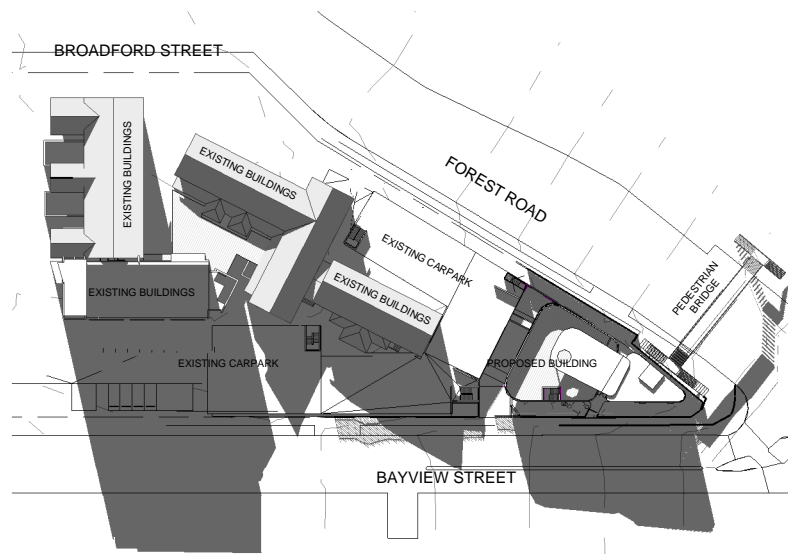 BROADFORD STREET
EXISTING BUILDINGS
EXISTING BUILDINGS
FOREST ROAD
EXISTING CARPARK
EXISTING BUILDINGS
EXISTING BUILDINGS
PEDESTRIAN
BRIDGE
EXISTING CARPARK
PROPOSED BUILDING
BAYVIEW STREET